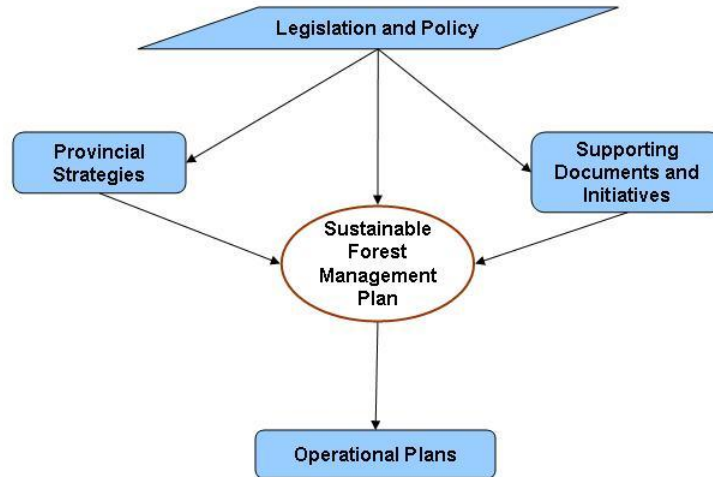 Legislation and Policy
Provincial
Strategies
Supporting
Documents and
Initiatives
Sustainable
Forest
Management
Plan
Operational Plans